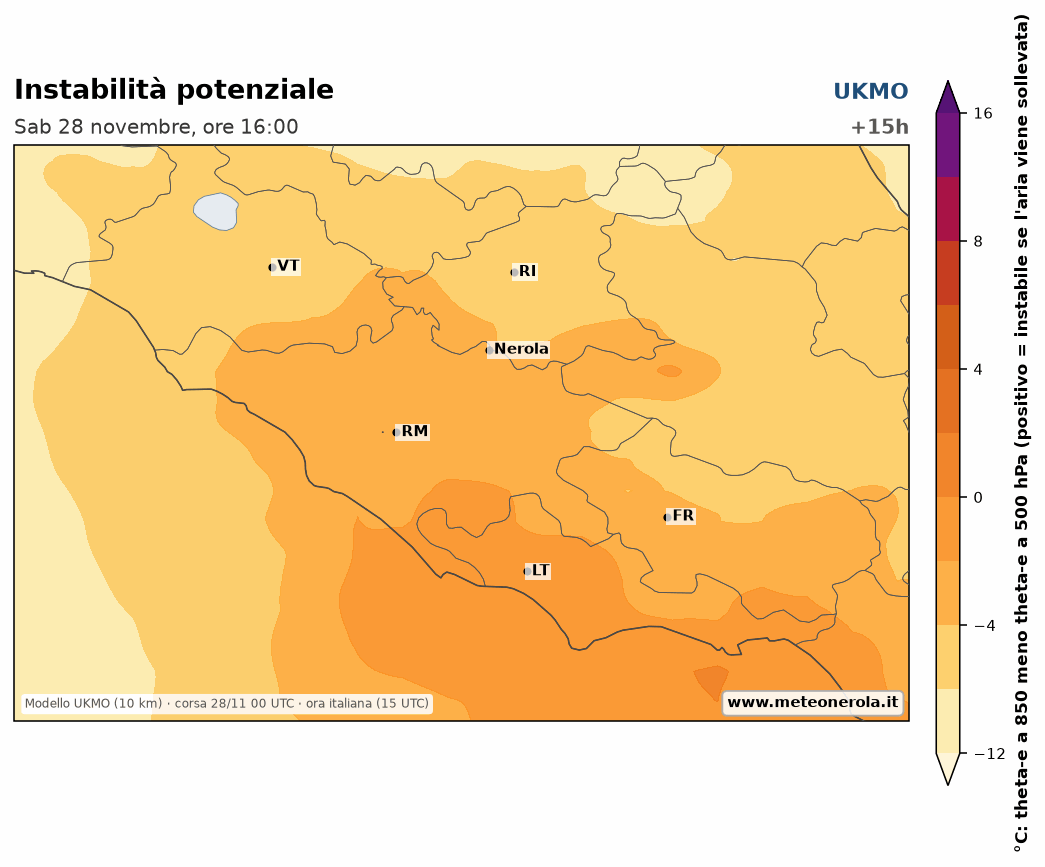 Instabilità potenziale
UKMO
Sab 28 novembre, ore 16:00
+15h
VT
RI
Nerola
RM
FR
LT
Modello UKMO (10 km) · corsa 28/11 00 UTC · ora italiana (15 UTC)
www.meteonerola.it
16
8
4
0
−4
−12
°C: theta-e a 850 meno theta-e a 500 hPa (positivo = instabile se l'aria viene sollevata)